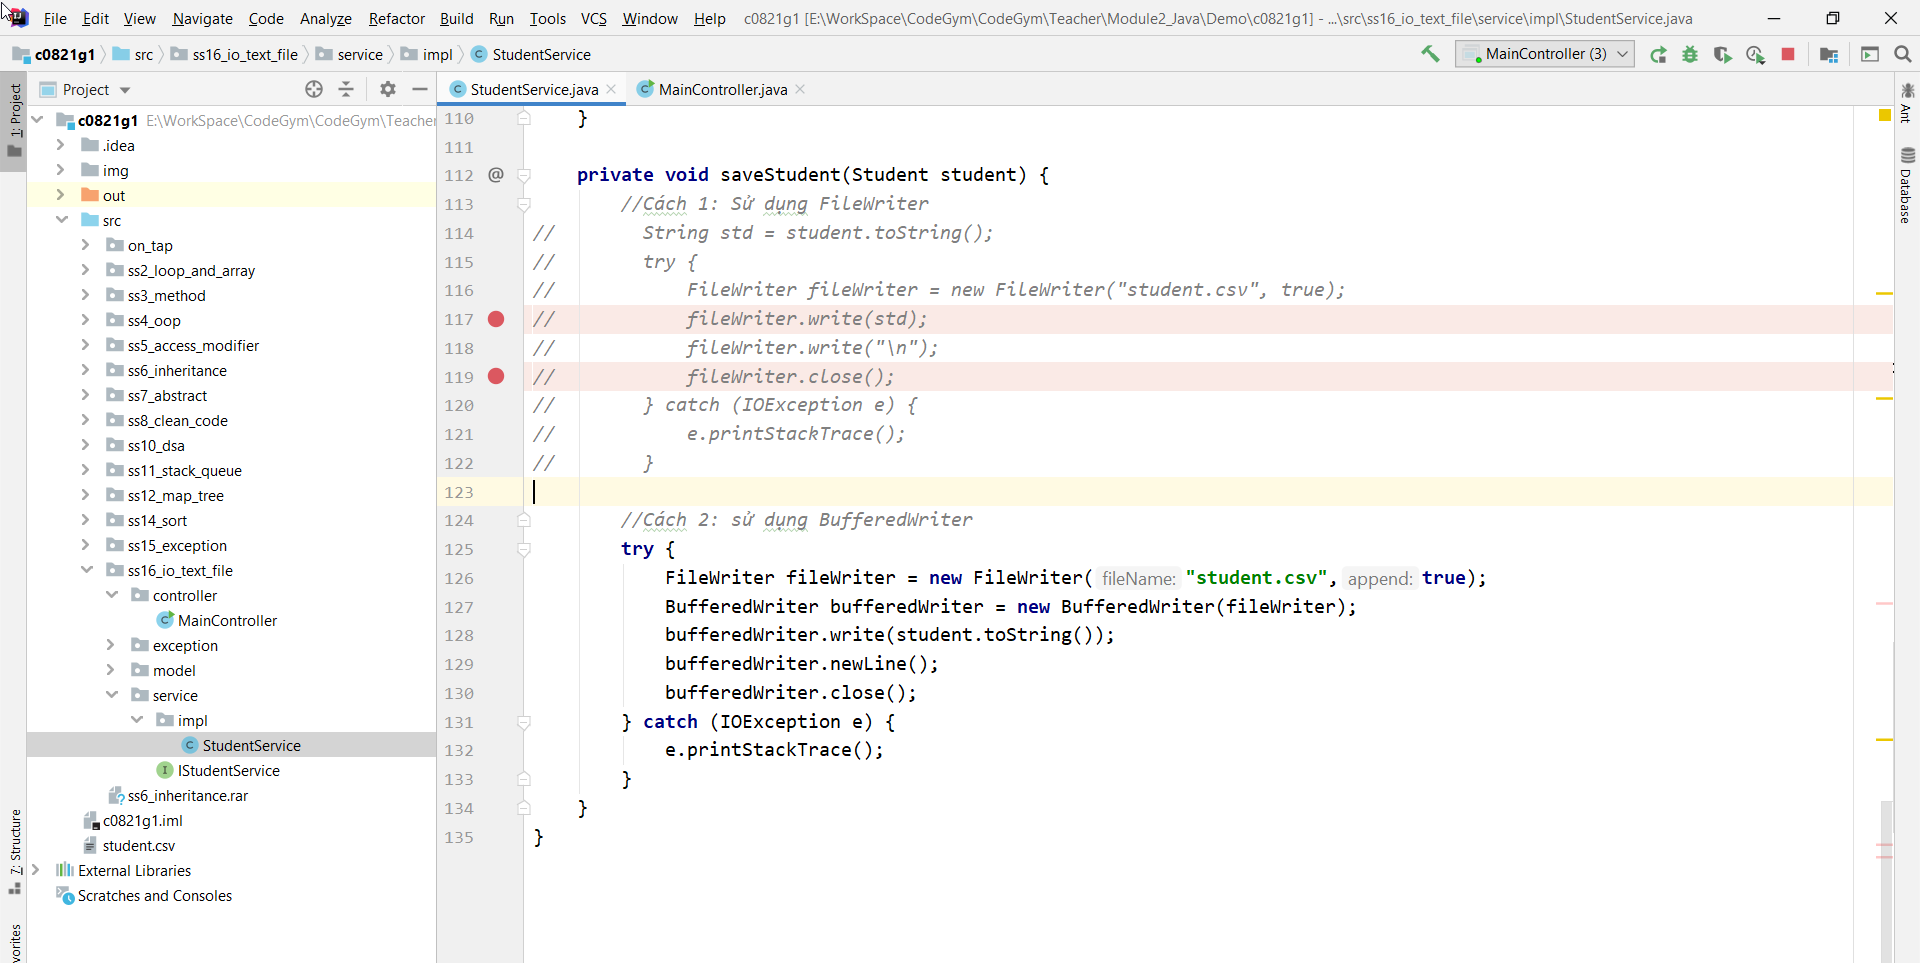 File Edit View Navigate Code Analyze Refactor Build Run Tools VCS Window Help c0821g1 [E:\WorkSpace\CodeGym\CodeGym\Teacher\Module2_Java\Demo\c0821g1] - ...\src\ss16_io_text_file\service\impl\StudentService.java
c0821g1 src ss16_io_text_file service impl StudentService MainController (3)
Project
StudentService.java MainController.java
1: Project
7: Structure
Ant
Database
c0821g1 E:\WorkSpace\CodeGym\CodeGym\Teacher
.idea
img
out
src
on_tap
ss2_loop_and_array
ss3_method
ss4_oop
ss5_access_modifier
ss6_inheritance
ss7_abstract
ss8_clean_code
ss10_dsa
ss11_stack_queue
ss12_map_tree
ss14_sort
ss15_exception
ss16_io_text_file
controller
MainController
exception
model
service
impl
StudentService
IStudentService
ss6_inheritance.rar
c0821g1.iml
student.csv
External Libraries
Scratches and Consoles
110 }
111
112 @ private void saveStudent(Student student) {
113 //Cách 1: Sử dụng FileWriter
114 // String std = student.toString();
115 // try {
116 // FileWriter fileWriter = new FileWriter("student.csv", true);
117 // fileWriter.write(std);
118 // fileWriter.write("\n");
119 // fileWriter.close();
120 // } catch (IOException e) {
121 // e.printStackTrace();
122 // }
123
124 //Cách 2: sử dụng BufferedWriter
125 try {
126 FileWriter fileWriter = new FileWriter( fileName: "student.csv", append: true);
127 BufferedWriter bufferedWriter = new BufferedWriter(fileWriter);
128 bufferedWriter.write(student.toString());
129 bufferedWriter.newLine();
130 bufferedWriter.close();
131 } catch (IOException e) {
132 e.printStackTrace();
133 }
134 }
135 }